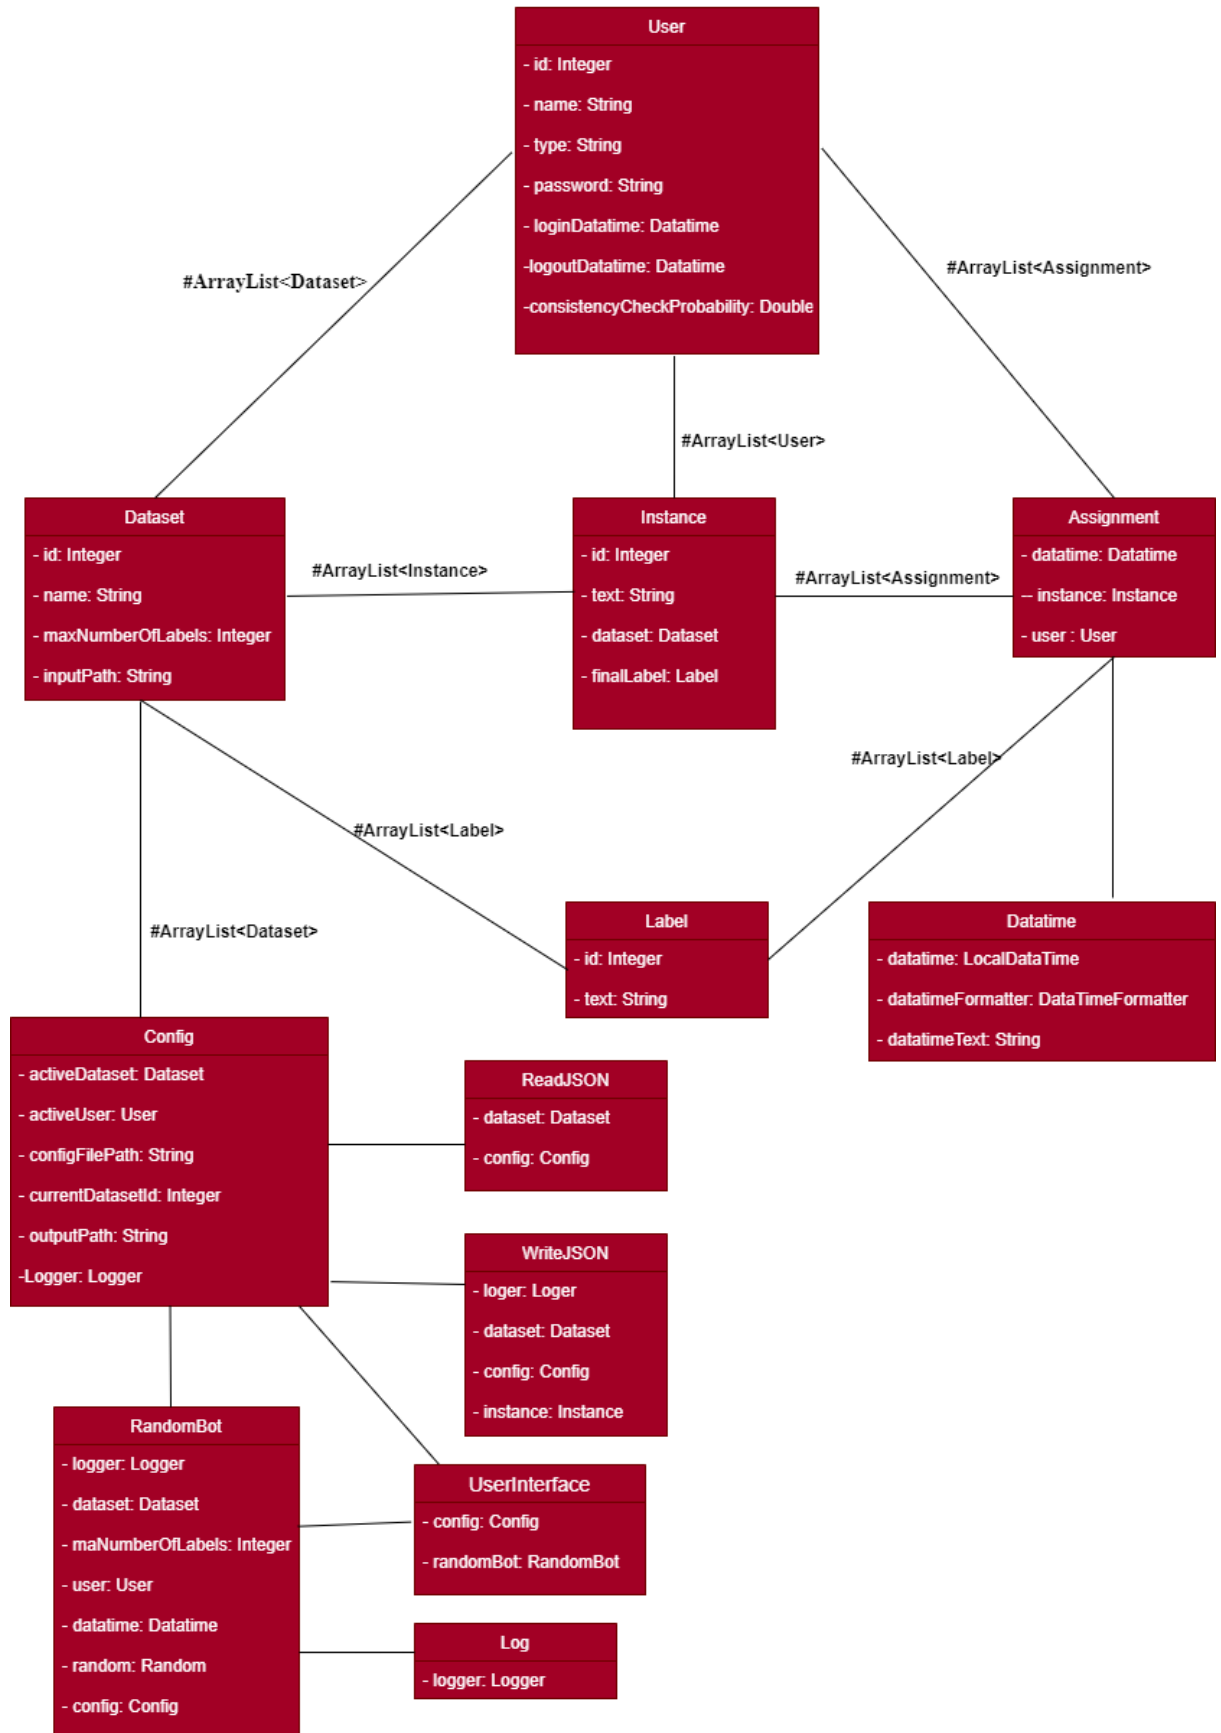 User
- id: Integer
- name: String
- type: String
- password: String
- loginDatatime: Datatime
-logoutDatatime: Datatime
-consistencyCheckProbability: Double
#ArrayList<Dataset>
#ArrayList<Assignment>
#ArrayList<User>
Dataset
- id: Integer
- name: String
- maxNumberOfLabels: Integer
- inputPath: String
#ArrayList<Instance>
Instance
- id: Integer
- text: String
- dataset: Dataset
- finalLabel: Label
#ArrayList<Assignment>
Assignment
- datatime: Datatime
-- instance: Instance
- user : User
#ArrayList<Label>
#ArrayList<Label>
#ArrayList<Dataset>
Label
- id: Integer
- text: String
Datatime
- datatime: LocalDataTime
- datatimeFormatter: DataTimeFormatter
- datatimeText: String
Config
- activeDataset: Dataset
- activeUser: User
- configFilePath: String
- currentDatasetId: Integer
- outputPath: String
-Logger: Logger
ReadJSON
- dataset: Dataset
- config: Config
WriteJSON
- loger: Loger
- dataset: Dataset
- config: Config
- instance: Instance
RandomBot
- logger: Logger
- dataset: Dataset
- maNumberOfLabels: Integer
- user: User
- datatime: Datatime
- random: Random
- config: Config
UserInterface
- config: Config
- randomBot: RandomBot
Log
- logger: Logger